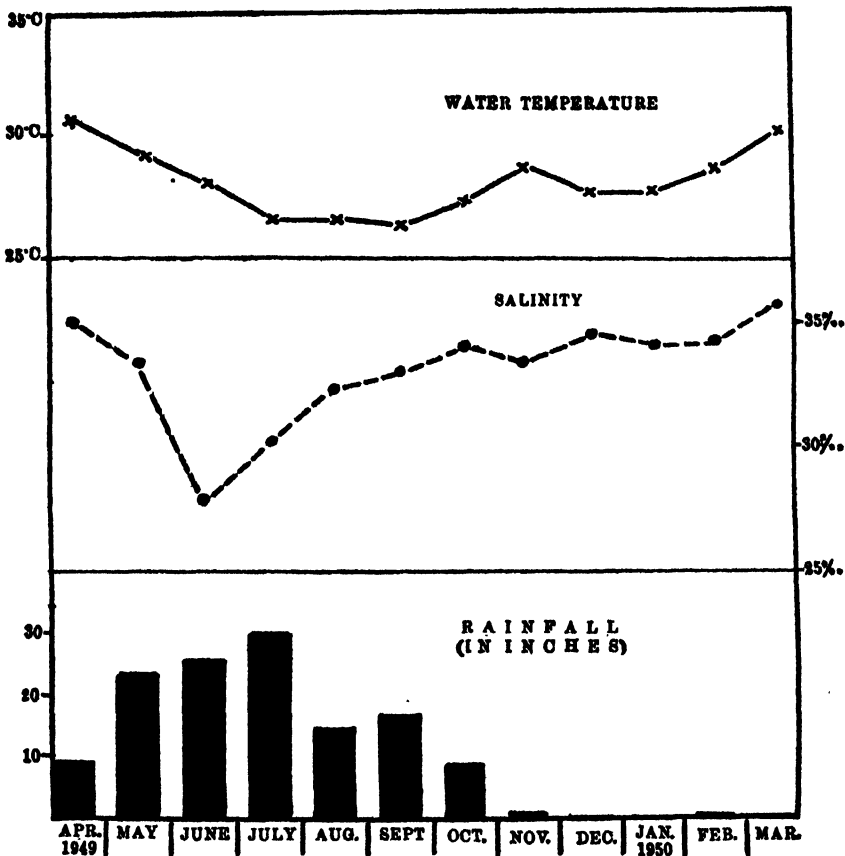 35°C
WATER TEMPERATURE
30°C
25°C
SALINITY
35‰
30‰
25‰
RAINFALL
(IN INCHES)
30
20
10
APR. MAY JUNE JULY AUG. SEPT OCT. NOV. DEC. JAN. FEB. MAR.
1949 1950